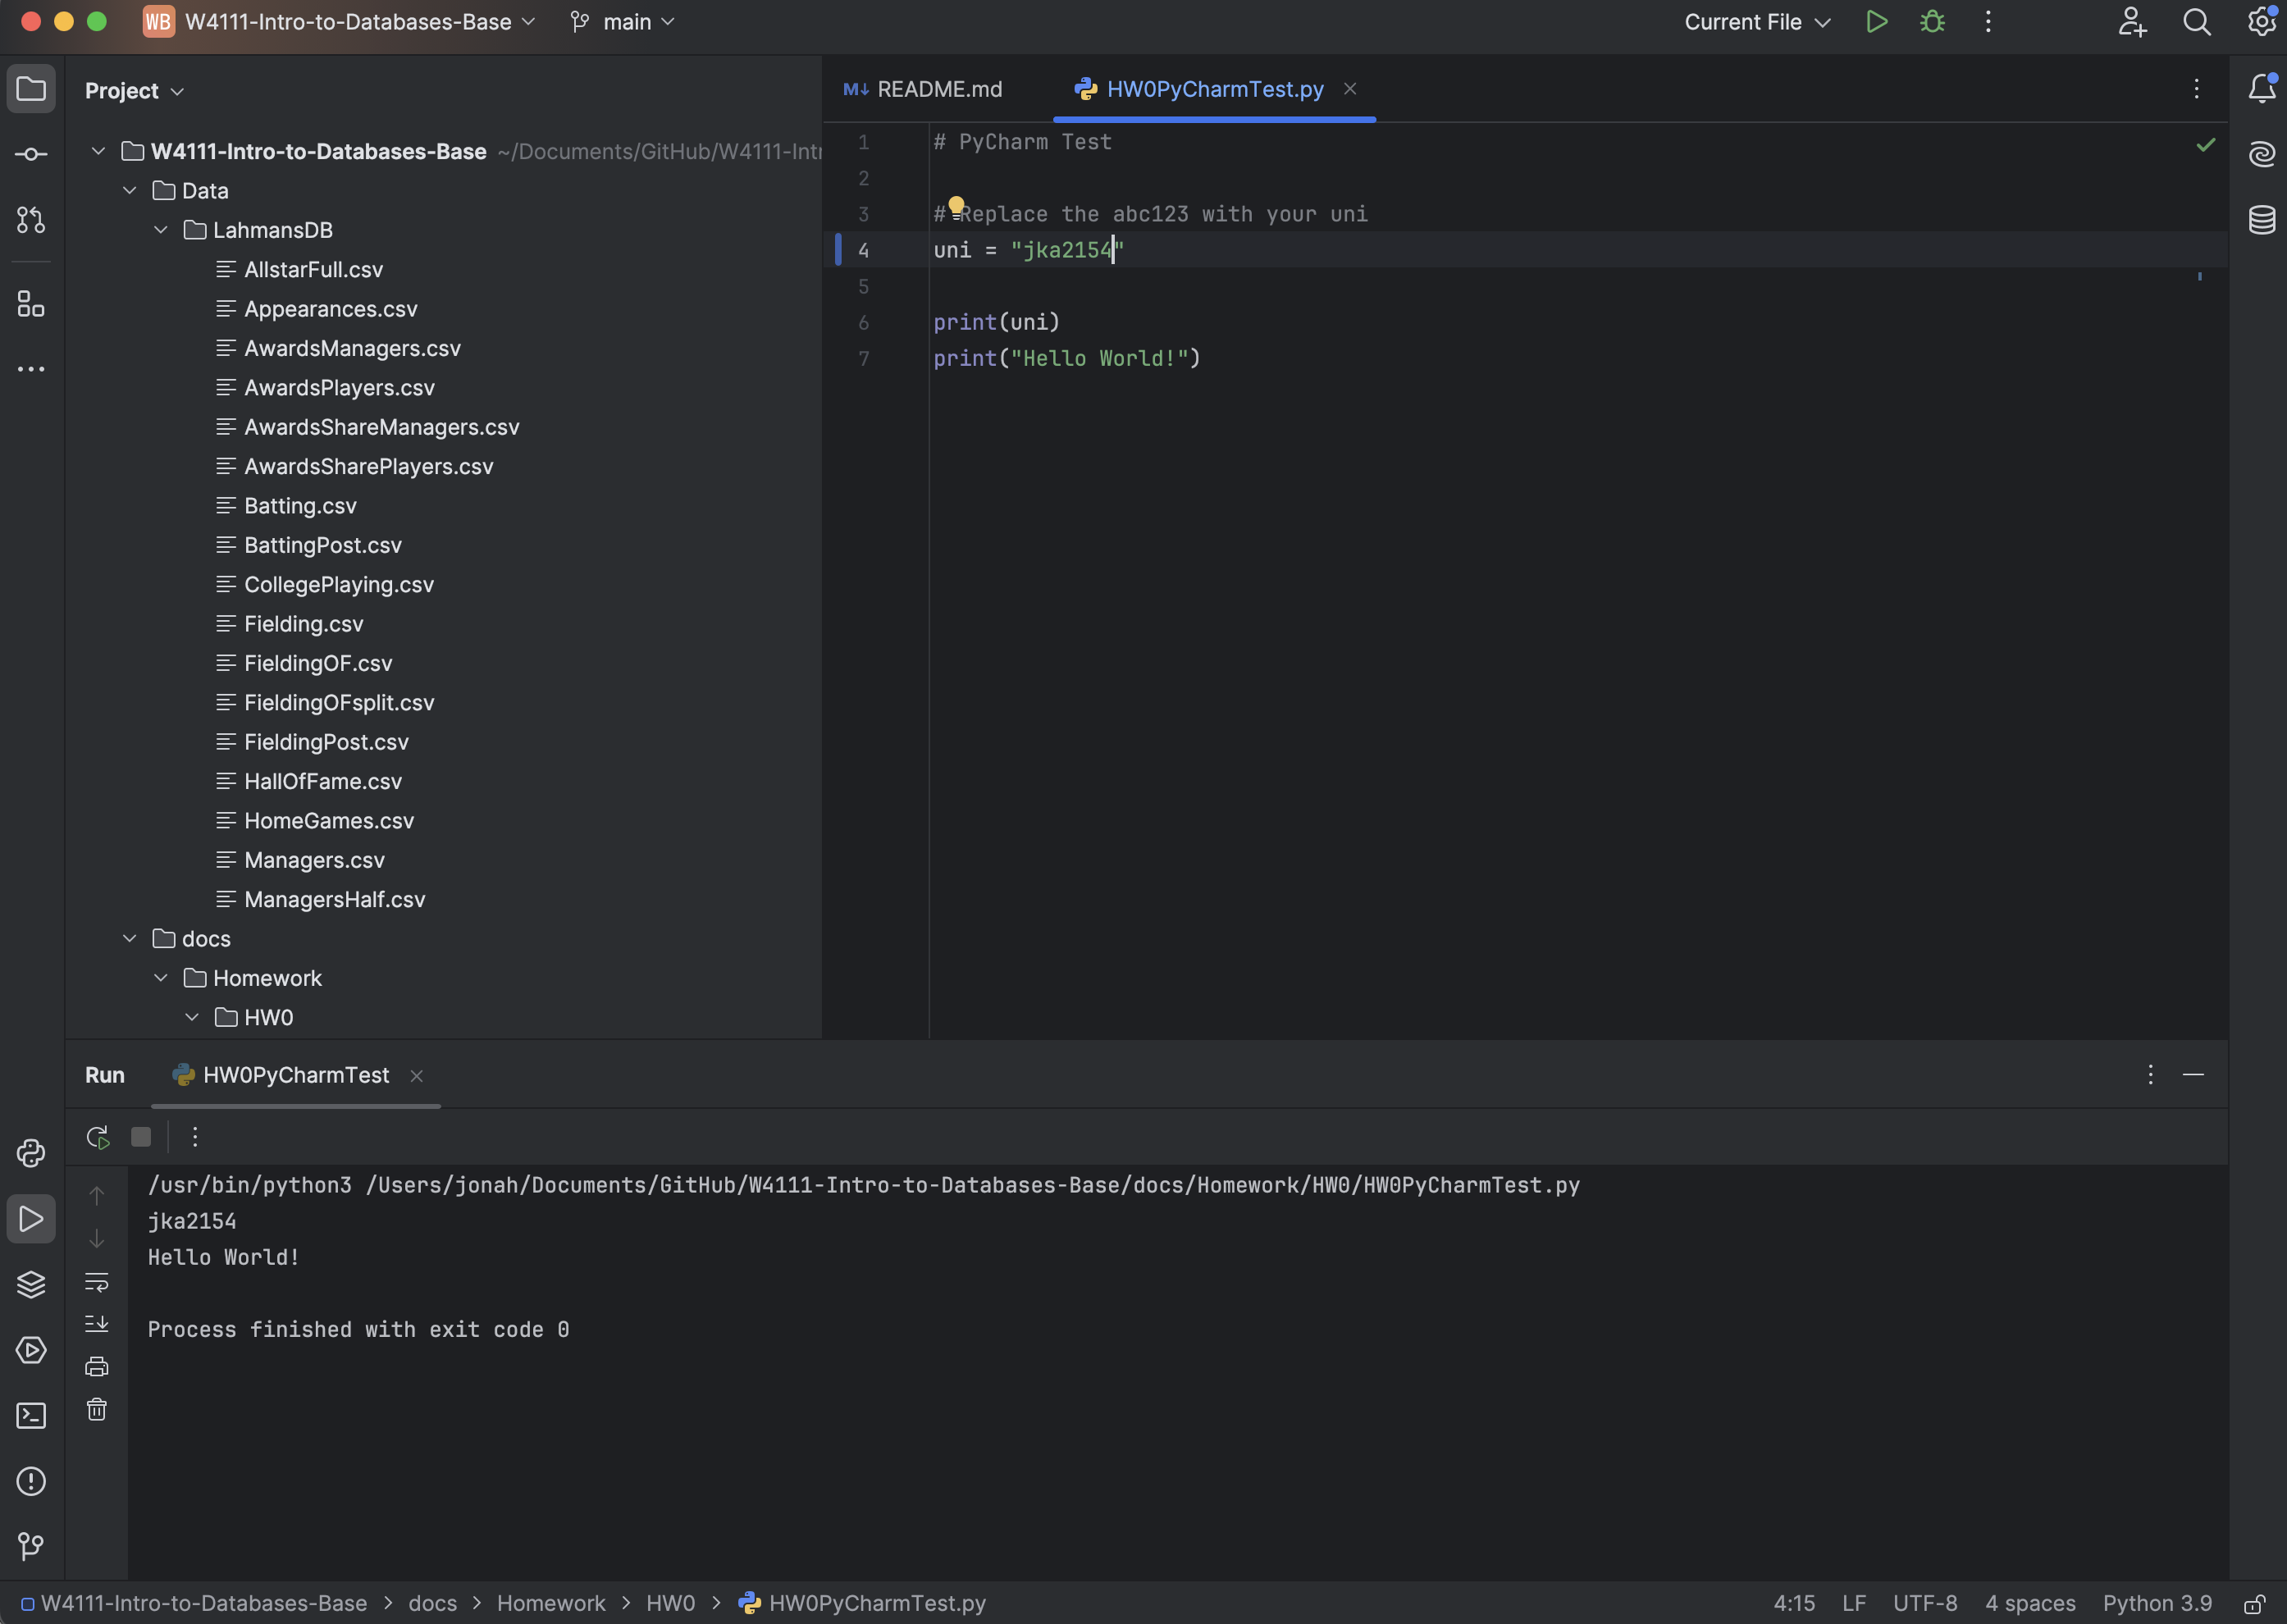 WB W4111-Intro-to-Databases-Base main Current File
Project
README.md HW0PyCharmTest.py
W4111-Intro-to-Databases-Base ~/Documents/GitHub/W4111-Intr
Data
LahmansDB
AllstarFull.csv
Appearances.csv
AwardsManagers.csv
AwardsPlayers.csv
AwardsShareManagers.csv
AwardsSharePlayers.csv
Batting.csv
BattingPost.csv
CollegePlaying.csv
Fielding.csv
FieldingOF.csv
FieldingOFsplit.csv
FieldingPost.csv
HallOfFame.csv
HomeGames.csv
Managers.csv
ManagersHalf.csv
docs
Homework
HW0
1 # PyCharm Test
2
3 # Replace the abc123 with your uni
4 uni = "jka2154"
5
6 print(uni)
7 print("Hello World!")
Run HW0PyCharmTest
/usr/bin/python3 /Users/jonah/Documents/GitHub/W4111-Intro-to-Databases-Base/docs/Homework/HW0/HW0PyCharmTest.py
jka2154
Hello World!
Process finished with exit code 0
W4111-Intro-to-Databases-Base > docs > Homework > HW0 > HW0PyCharmTest.py 4:15 LF UTF-8 4 spaces Python 3.9